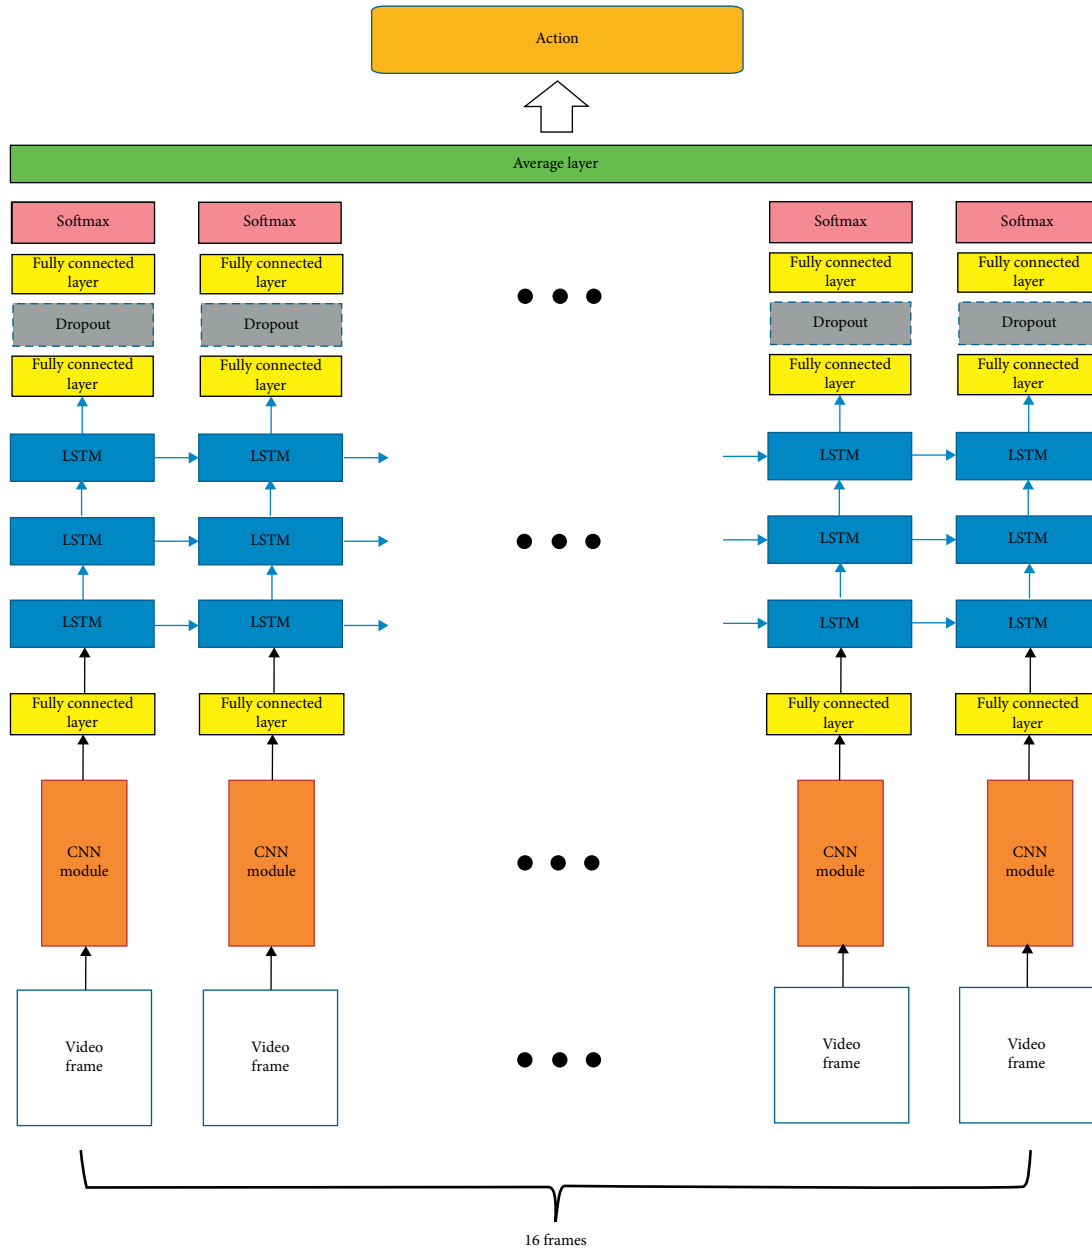 Action
Average layer
Softmax
Softmax
Softmax
Softmax
Fully connected
layer
Fully connected
layer
Fully connected
layer
Fully connected
layer
Dropout
Dropout
Dropout
Dropout
Fully connected
layer
Fully connected
layer
Fully connected
layer
Fully connected
layer
LSTM
LSTM
LSTM
LSTM
LSTM
LSTM
LSTM
LSTM
LSTM
LSTM
LSTM
LSTM
Fully connected
layer
Fully connected
layer
Fully connected
layer
Fully connected
layer
CNN
module
CNN
module
CNN
module
CNN
module
Video
frame
Video
frame
Video
frame
Video
frame
16 frames